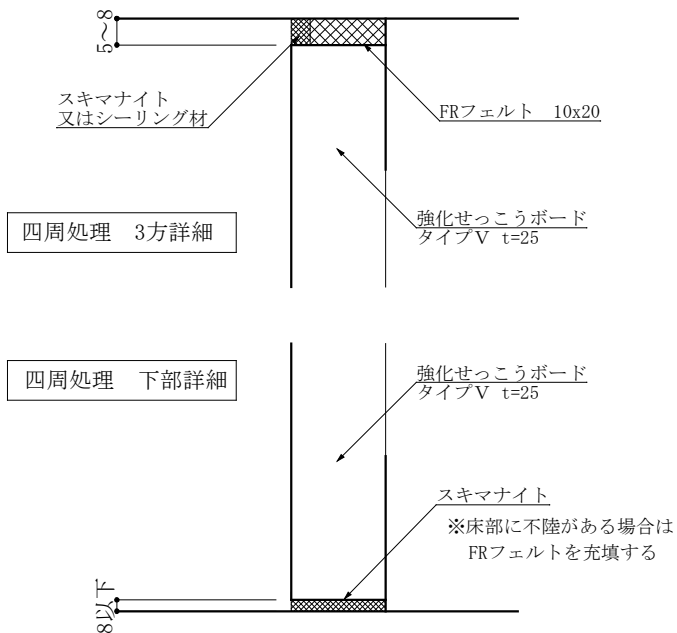 5～8
スキマナイト
又はシーリング材
FRフェルト 10x20
強化せっこうボード
タイプV t=25
四周処理 3方詳細
四周処理 下部詳細
強化せっこうボード
タイプV t=25
スキマナイト
※床部に不陸がある場合は
FRフェルトを充填する
8以下